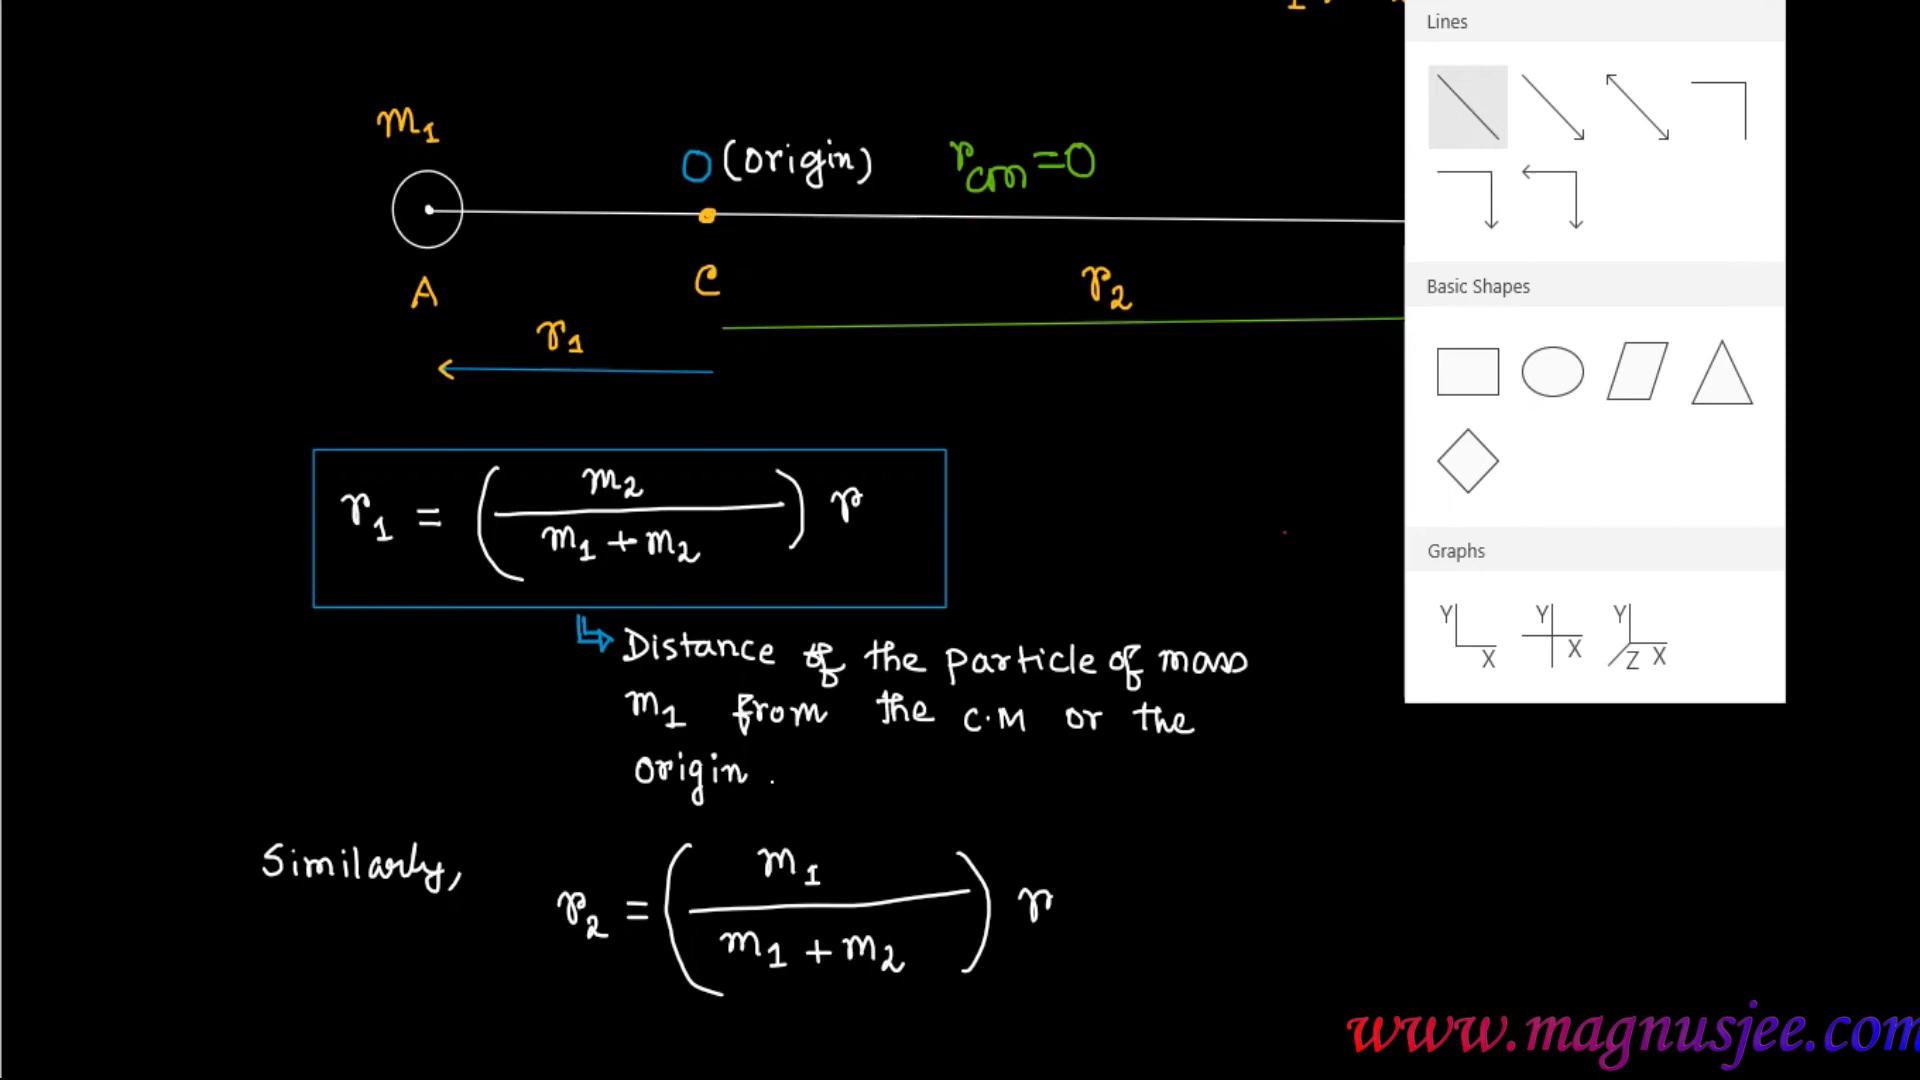 Lines
m1
O (origin) rcm = 0
A C r2
r1
Basic Shapes
r1 = ( m2 / m1 + m2 ) r
Graphs
Y X Y X Y Z X
↳ Distance of the particle of mass
m1 from the C.M or the
origin .
Similarly,
r2 = ( m1 / m1 + m2 ) r
www.magnusjee.com